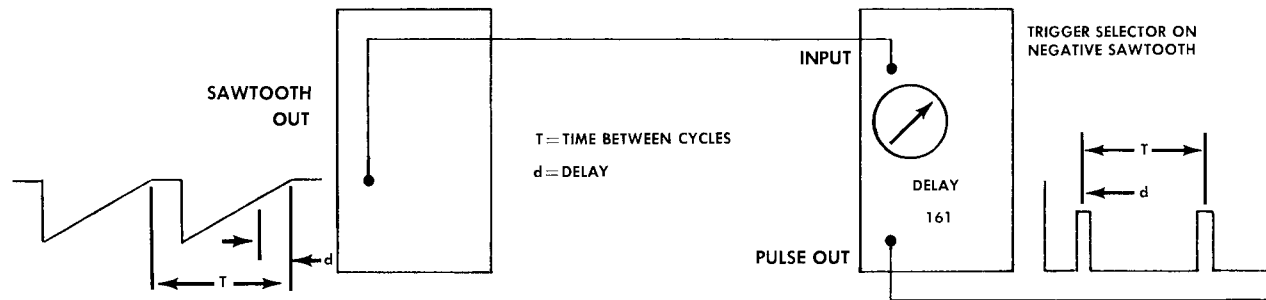 SAWTOOTH
OUT
T
d
T=TIME BETWEEN CYCLES
d=DELAY
INPUT
DELAY
161
PULSE OUT
TRIGGER SELECTOR ON
NEGATIVE SAWTOOTH
T
d